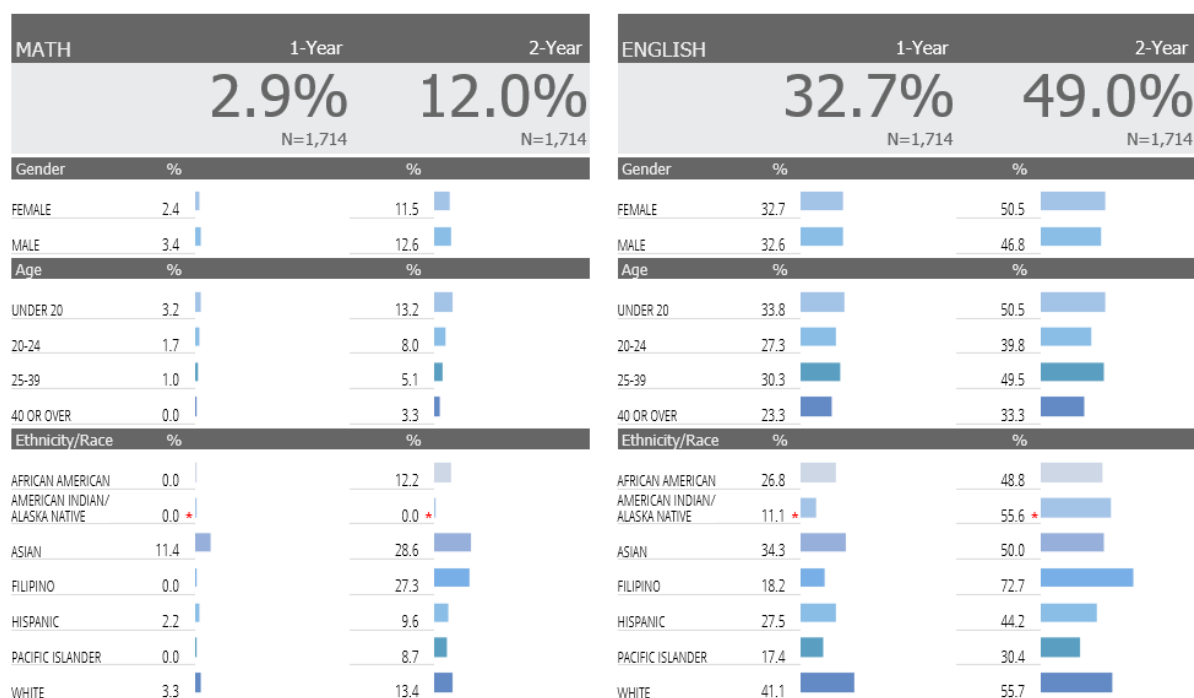 MATH 1-Year 2-Year
2.9% 12.0%
N=1,714 N=1,714
Gender % %
FEMALE 2.4 11.5
MALE 3.4 12.6
Age % %
UNDER 20 3.2 13.2
20-24 1.7 8.0
25-39 1.0 5.1
40 OR OVER 0.0 3.3
Ethnicity/Race % %
AFRICAN AMERICAN 0.0 12.2
AMERICAN INDIAN/
ALASKA NATIVE 0.0 * 0.0 *
ASIAN 11.4 28.6
FILIPINO 0.0 27.3
HISPANIC 2.2 9.6
PACIFIC ISLANDER 0.0 8.7
WHITE 3.3 13.4
ENGLISH 1-Year 2-Year
32.7% 49.0%
N=1,714 N=1,714
Gender % %
FEMALE 32.7 50.5
MALE 32.6 46.8
Age % %
UNDER 20 33.8 50.5
20-24 27.3 39.8
25-39 30.3 49.5
40 OR OVER 23.3 33.3
Ethnicity/Race % %
AFRICAN AMERICAN 26.8 48.8
AMERICAN INDIAN/
ALASKA NATIVE 11.1 * 55.6 *
ASIAN 34.3 50.0
FILIPINO 18.2 72.7
HISPANIC 27.5 44.2
PACIFIC ISLANDER 17.4 30.4
WHITE 41.1 55.7